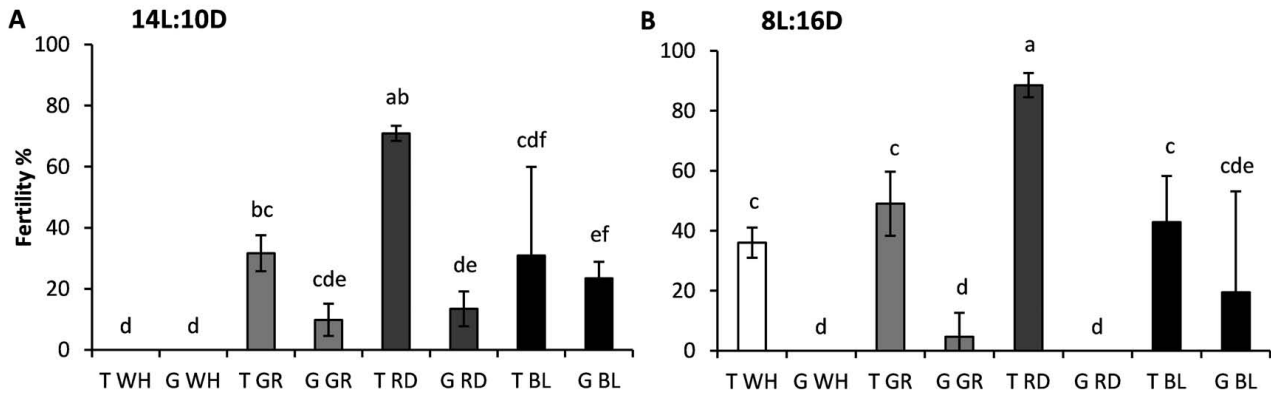 A 14L:10D
Fertility %
100
80
60
40
20
0
d d bc cde ab de cdf ef
T WH G WH T GR G GR T RD G RD T BL G BL
B 8L:16D
100
80
60
40
20
0
c d c d a d c cde
T WH G WH T GR G GR T RD G RD T BL G BL